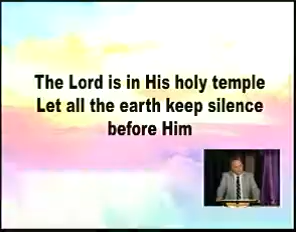 The Lord is in His holy temple
Let all the earth keep silence
before Him